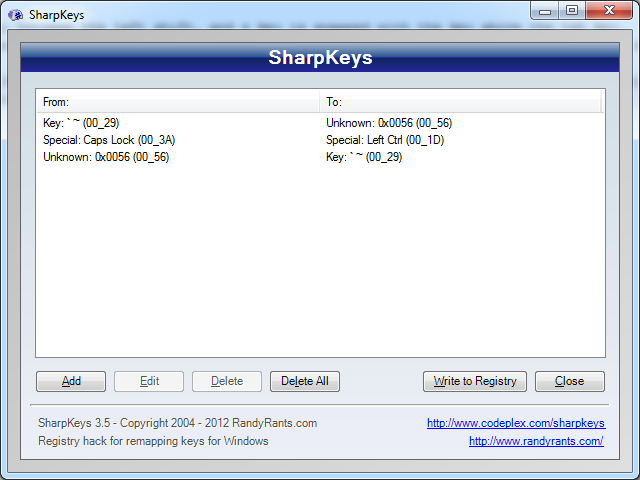 SharpKeys
SharpKeys
From: To:
Key: ` ~ (00_29) Unknown: 0x0056 (00_56)
Special: Caps Lock (00_3A) Special: Left Ctrl (00_1D)
Unknown: 0x0056 (00_56) Key: ` ~ (00_29)
Add Edit Delete Delete All Write to Registry Close
SharpKeys 3.5 - Copyright 2004 - 2012 RandyRants.com http://www.codeplex.com/sharpkeys
Registry hack for remapping keys for Windows http://www.randyrants.com/